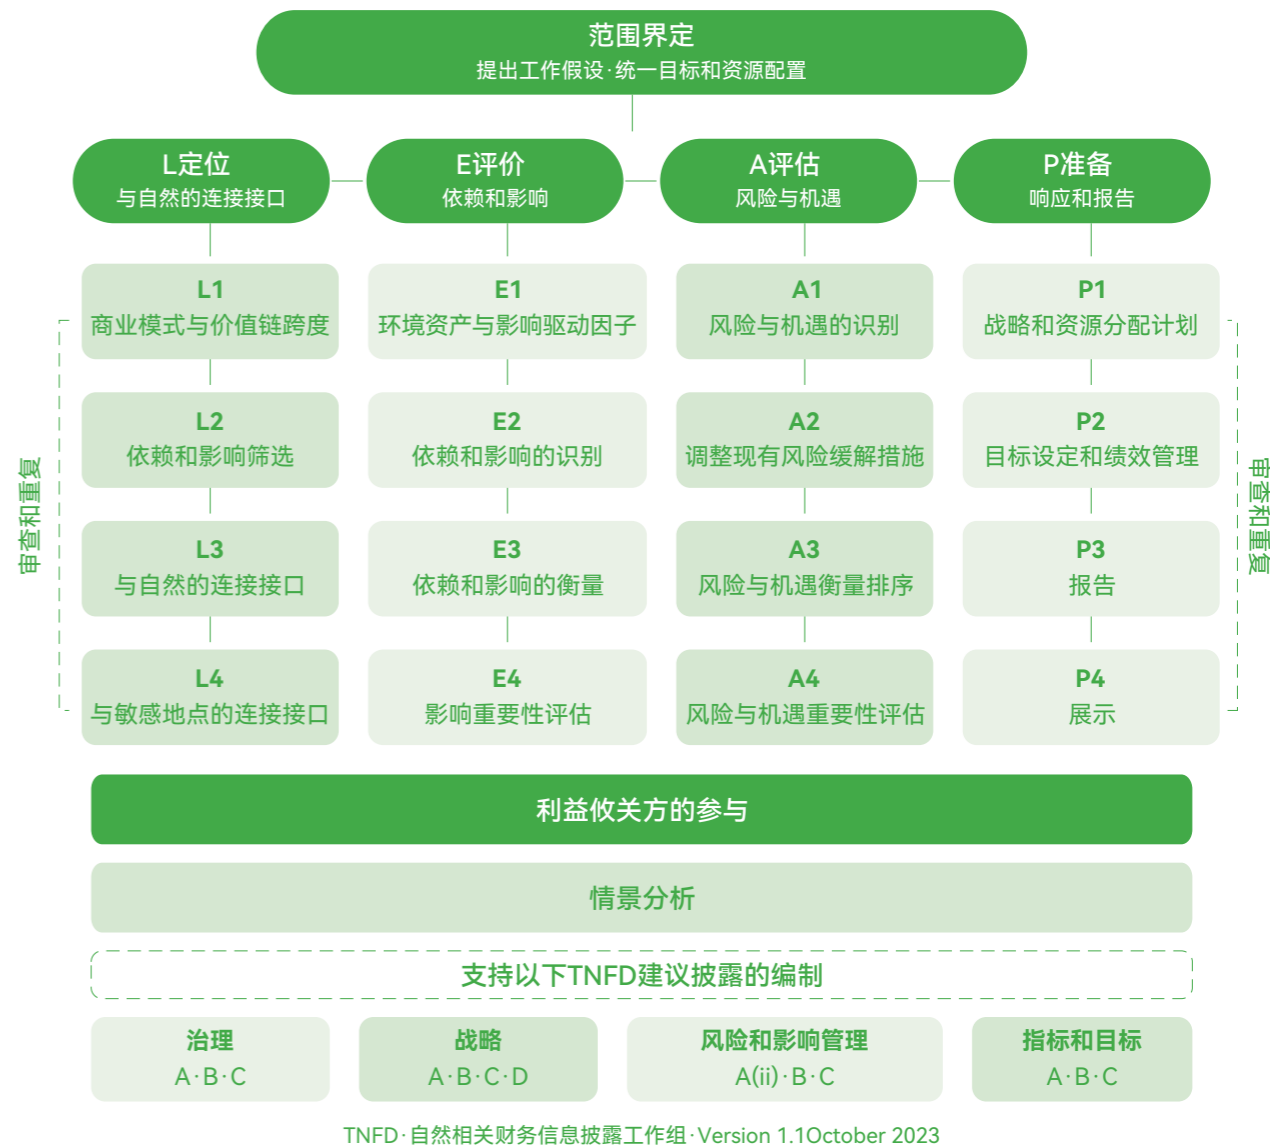 范围界定
提出工作假设·统一目标和资源配置
L定位
与自然的连接接口
E评价
依赖和影响
A评估
风险与机遇
P准备
响应和报告
L1
商业模式与价值链跨度
E1
环境资产与影响驱动因子
A1
风险与机遇的识别
P1
战略和资源分配计划
L2
依赖和影响筛选
E2
依赖和影响的识别
A2
调整现有风险缓解措施
P2
目标设定和绩效管理
L3
与自然的连接接口
E3
依赖和影响的衡量
A3
风险与机遇衡量排序
P3
报告
L4
与敏感地点的连接接口
E4
影响重要性评估
A4
风险与机遇重要性评估
P4
展示
审查和重复
审查和重复
利益攸关方的参与
情景分析
支持以下TNFD建议披露的编制
治理
A·B·C
战略
A·B·C·D
风险和影响管理
A(ii)·B·C
指标和目标
A·B·C
TNFD·自然相关财务信息披露工作组·Version 1.1October 2023